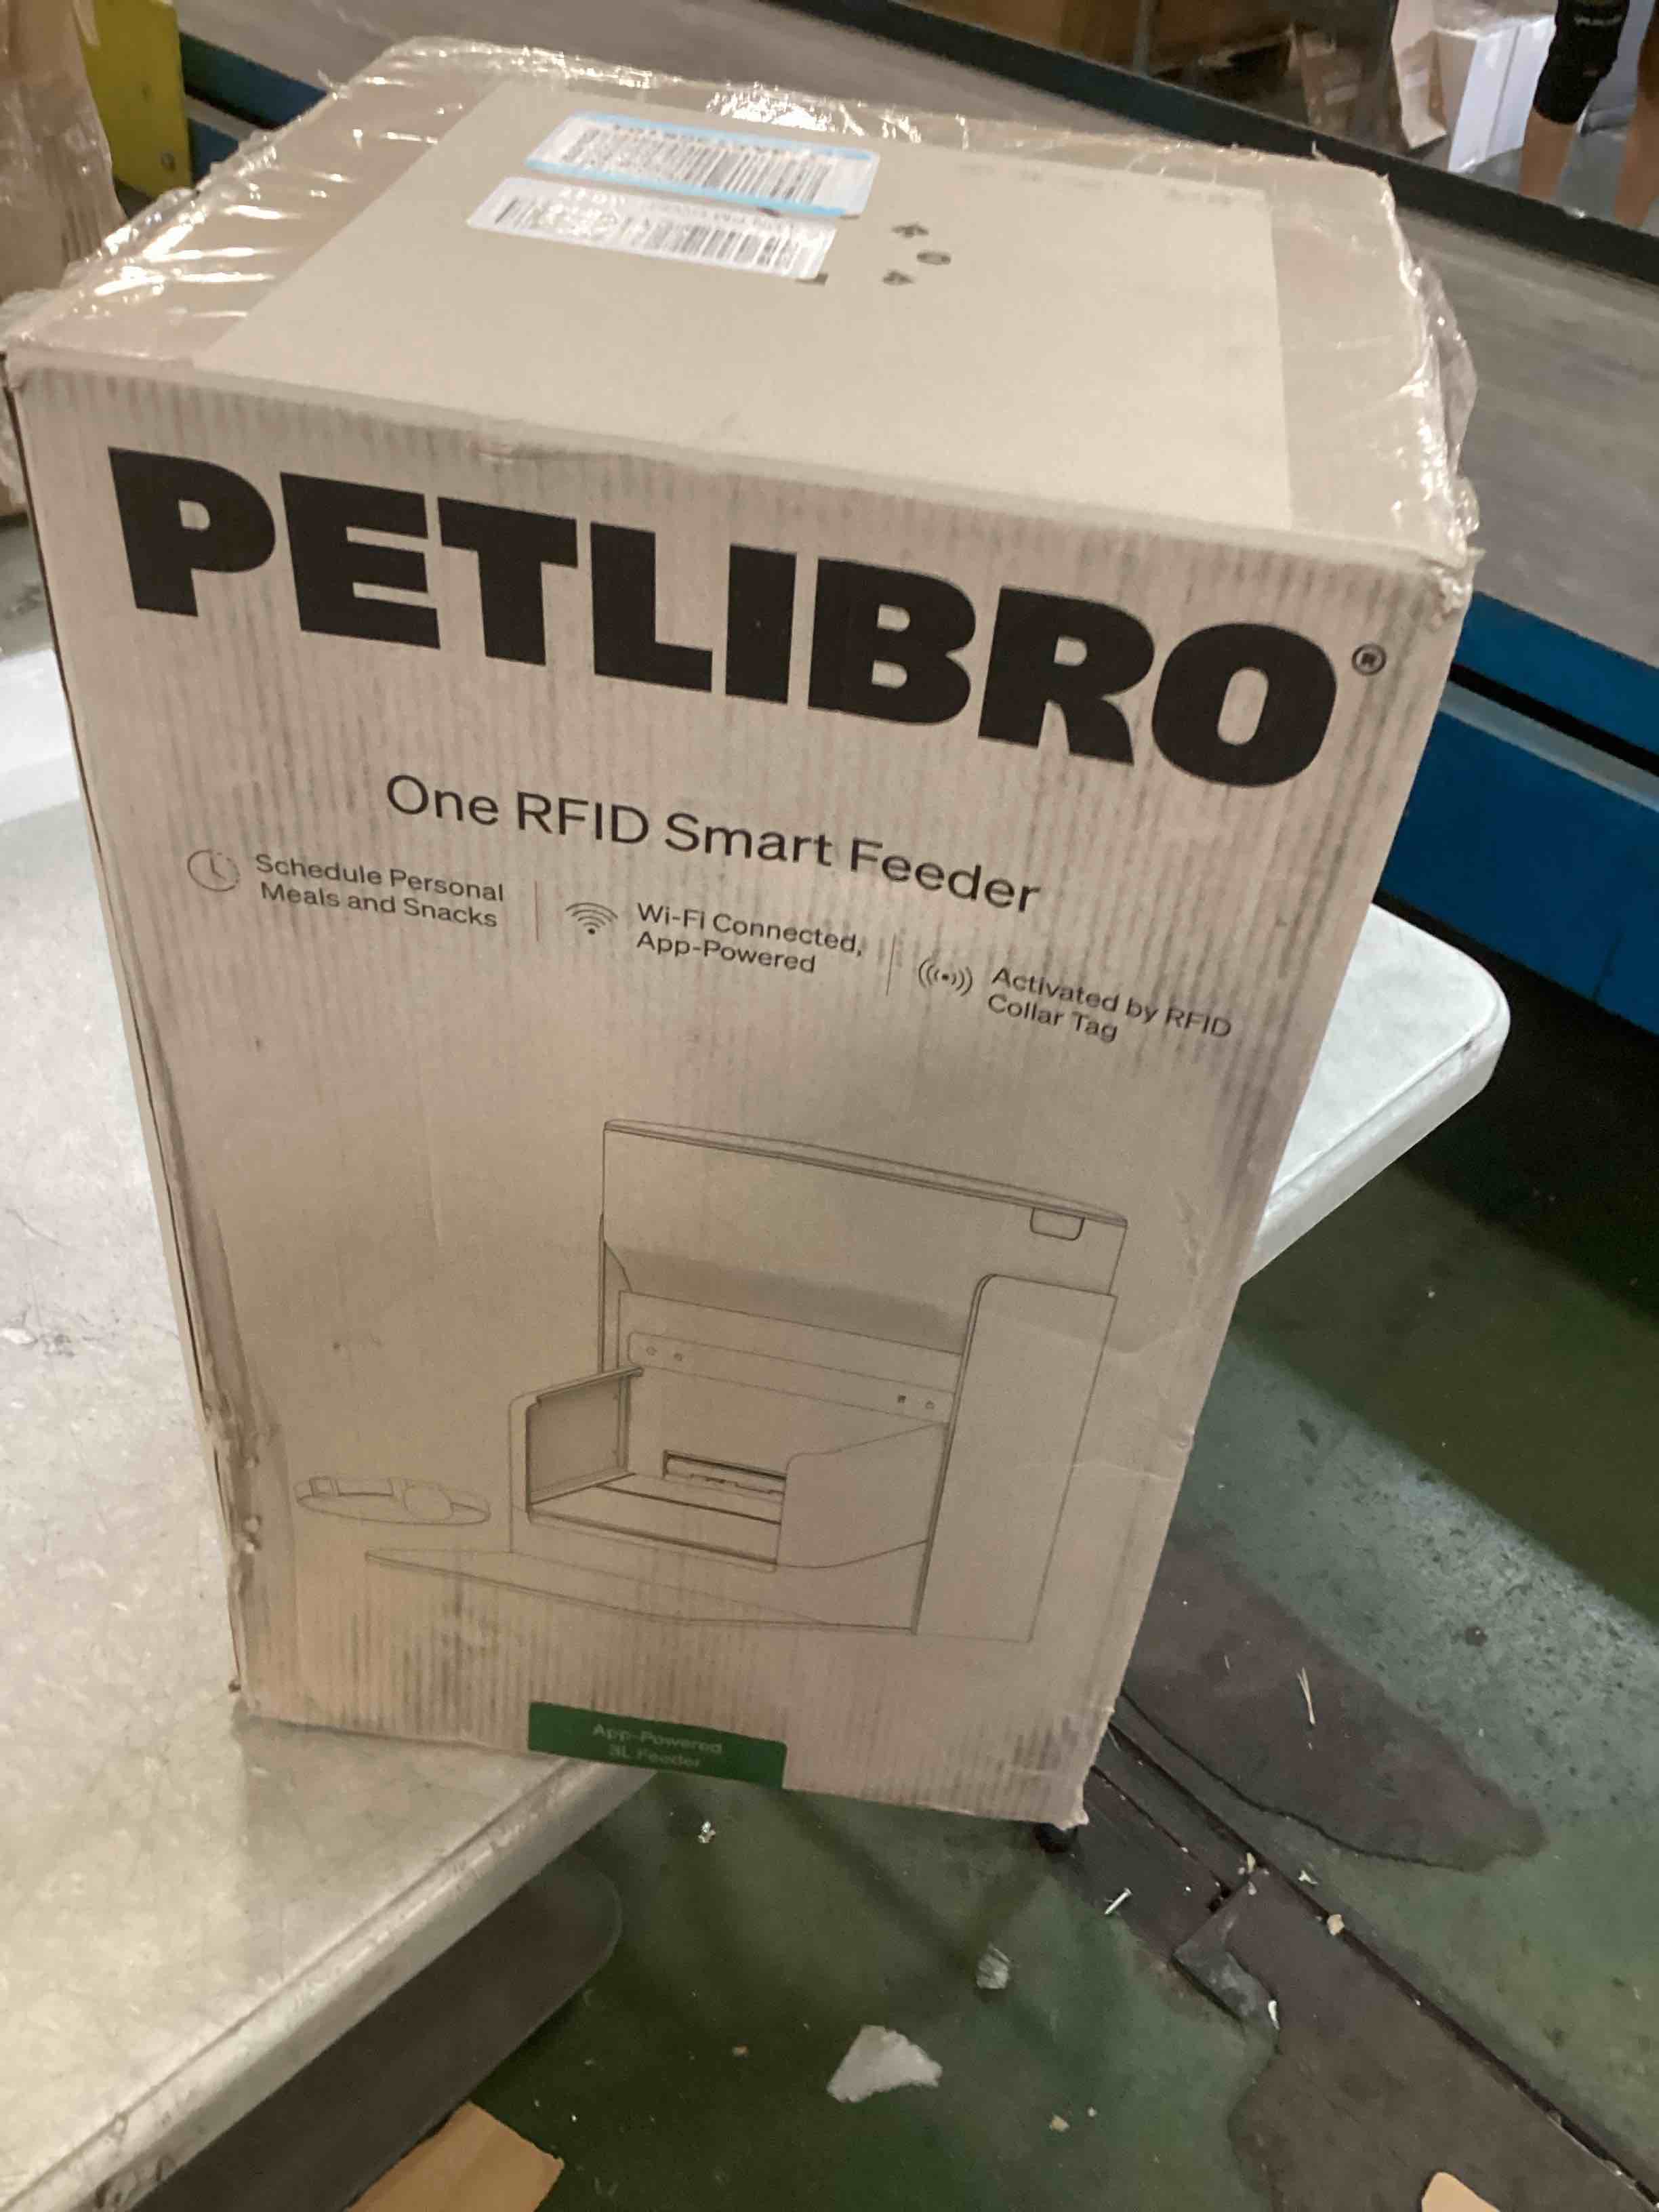 PETLIBRO®
One RFID Smart Feeder
Schedule Personal
Meals and Snacks
Wi-Fi Connected,
App-Powered
Activated by RFID
Collar Tag
App-Powered
3L Feeder